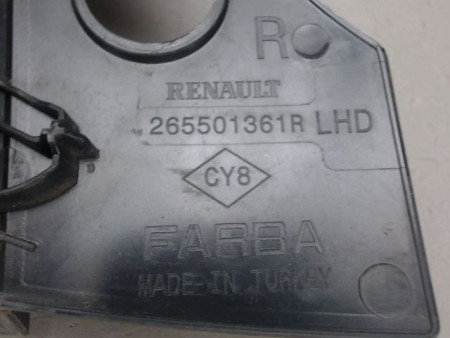 R
RENAULT
265501361R LHD
CY8
FARBA
MADE IN TURKEY